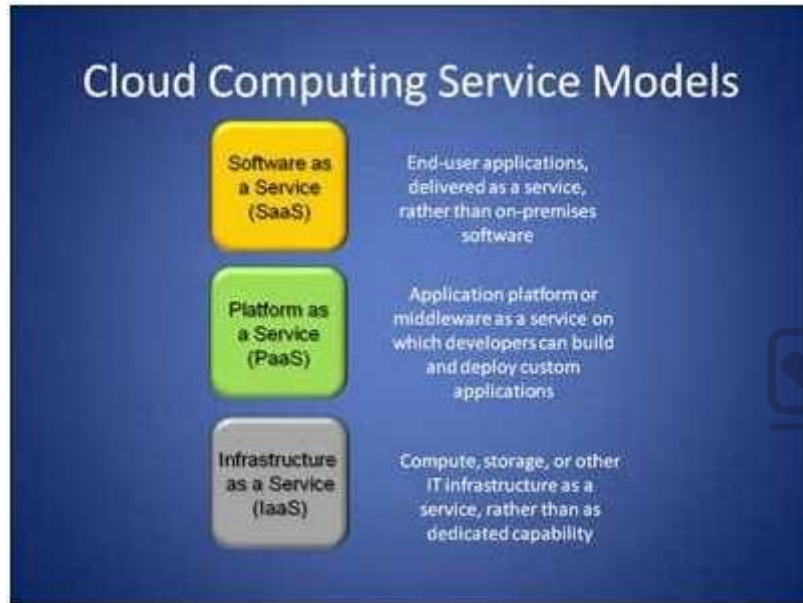 Cloud Computing Service Models
Software as
a Service
(SaaS)
End-user applications,
delivered as a service,
rather than on-premises
software
Platform as
a Service
(PaaS)
Application platform or
middleware as a service on
which developers can build
and deploy custom
applications
Infrastructure
as a Service
(IaaS)
Compute, storage, or other
IT infrastructure as a
service, rather than as
dedicated capability